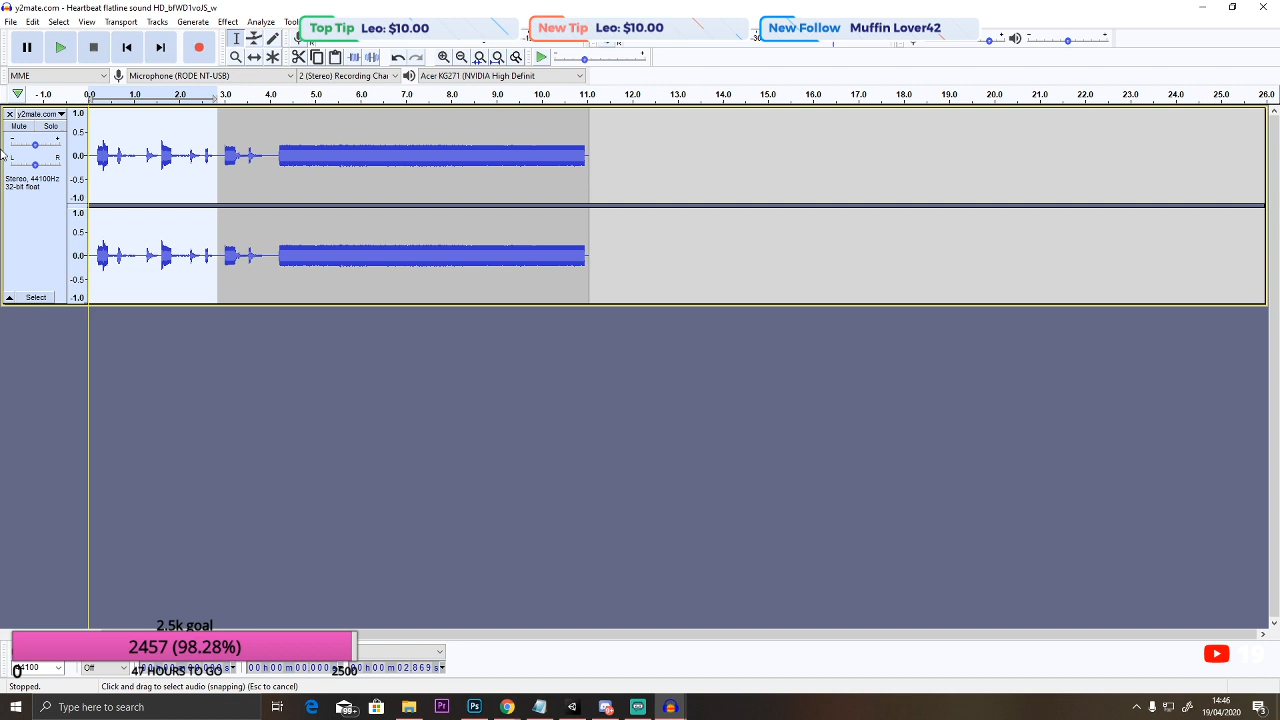 y2mate.com - Heartbeat flatline sound HD_bfWD1voJS_w
Select
Tracks
Transport
Generate
Effect
Analyze
Top Tip Leo: $10.00
New Tip Leo: $10.00
New Follow Muffin Lover42
MME
Microphone (RODE NT-USB)
2 (Stereo) Recording Cha
Acer KG271 (NVIDIA High Definit
-1.0 0.0 1.0 2.0 3.0 4.0 5.0 6.0 7.0 8.0 9.0 10.0 11.0 12.0 13.0 14.0 15.0 16.0 17.0 18.0 19.0 20.0 21.0 22.0 23.0 24.0 25.0 26.0
y2mate.com
Mute Solo
- +
L R
Stereo, 44100Hz
32-bit float
Select
1.0
0.5
0.0
-0.5
-1.0
1.0
0.5
0.0
-0.5
-1.0
2.5k goal
2457 (98.28%)
0 47 HOURS TO GO 2500
Off
19
Stopped.
Click and drag to select audio (snapping) (Esc to cancel)
Type here to search
99+
14:46
19/04/2020